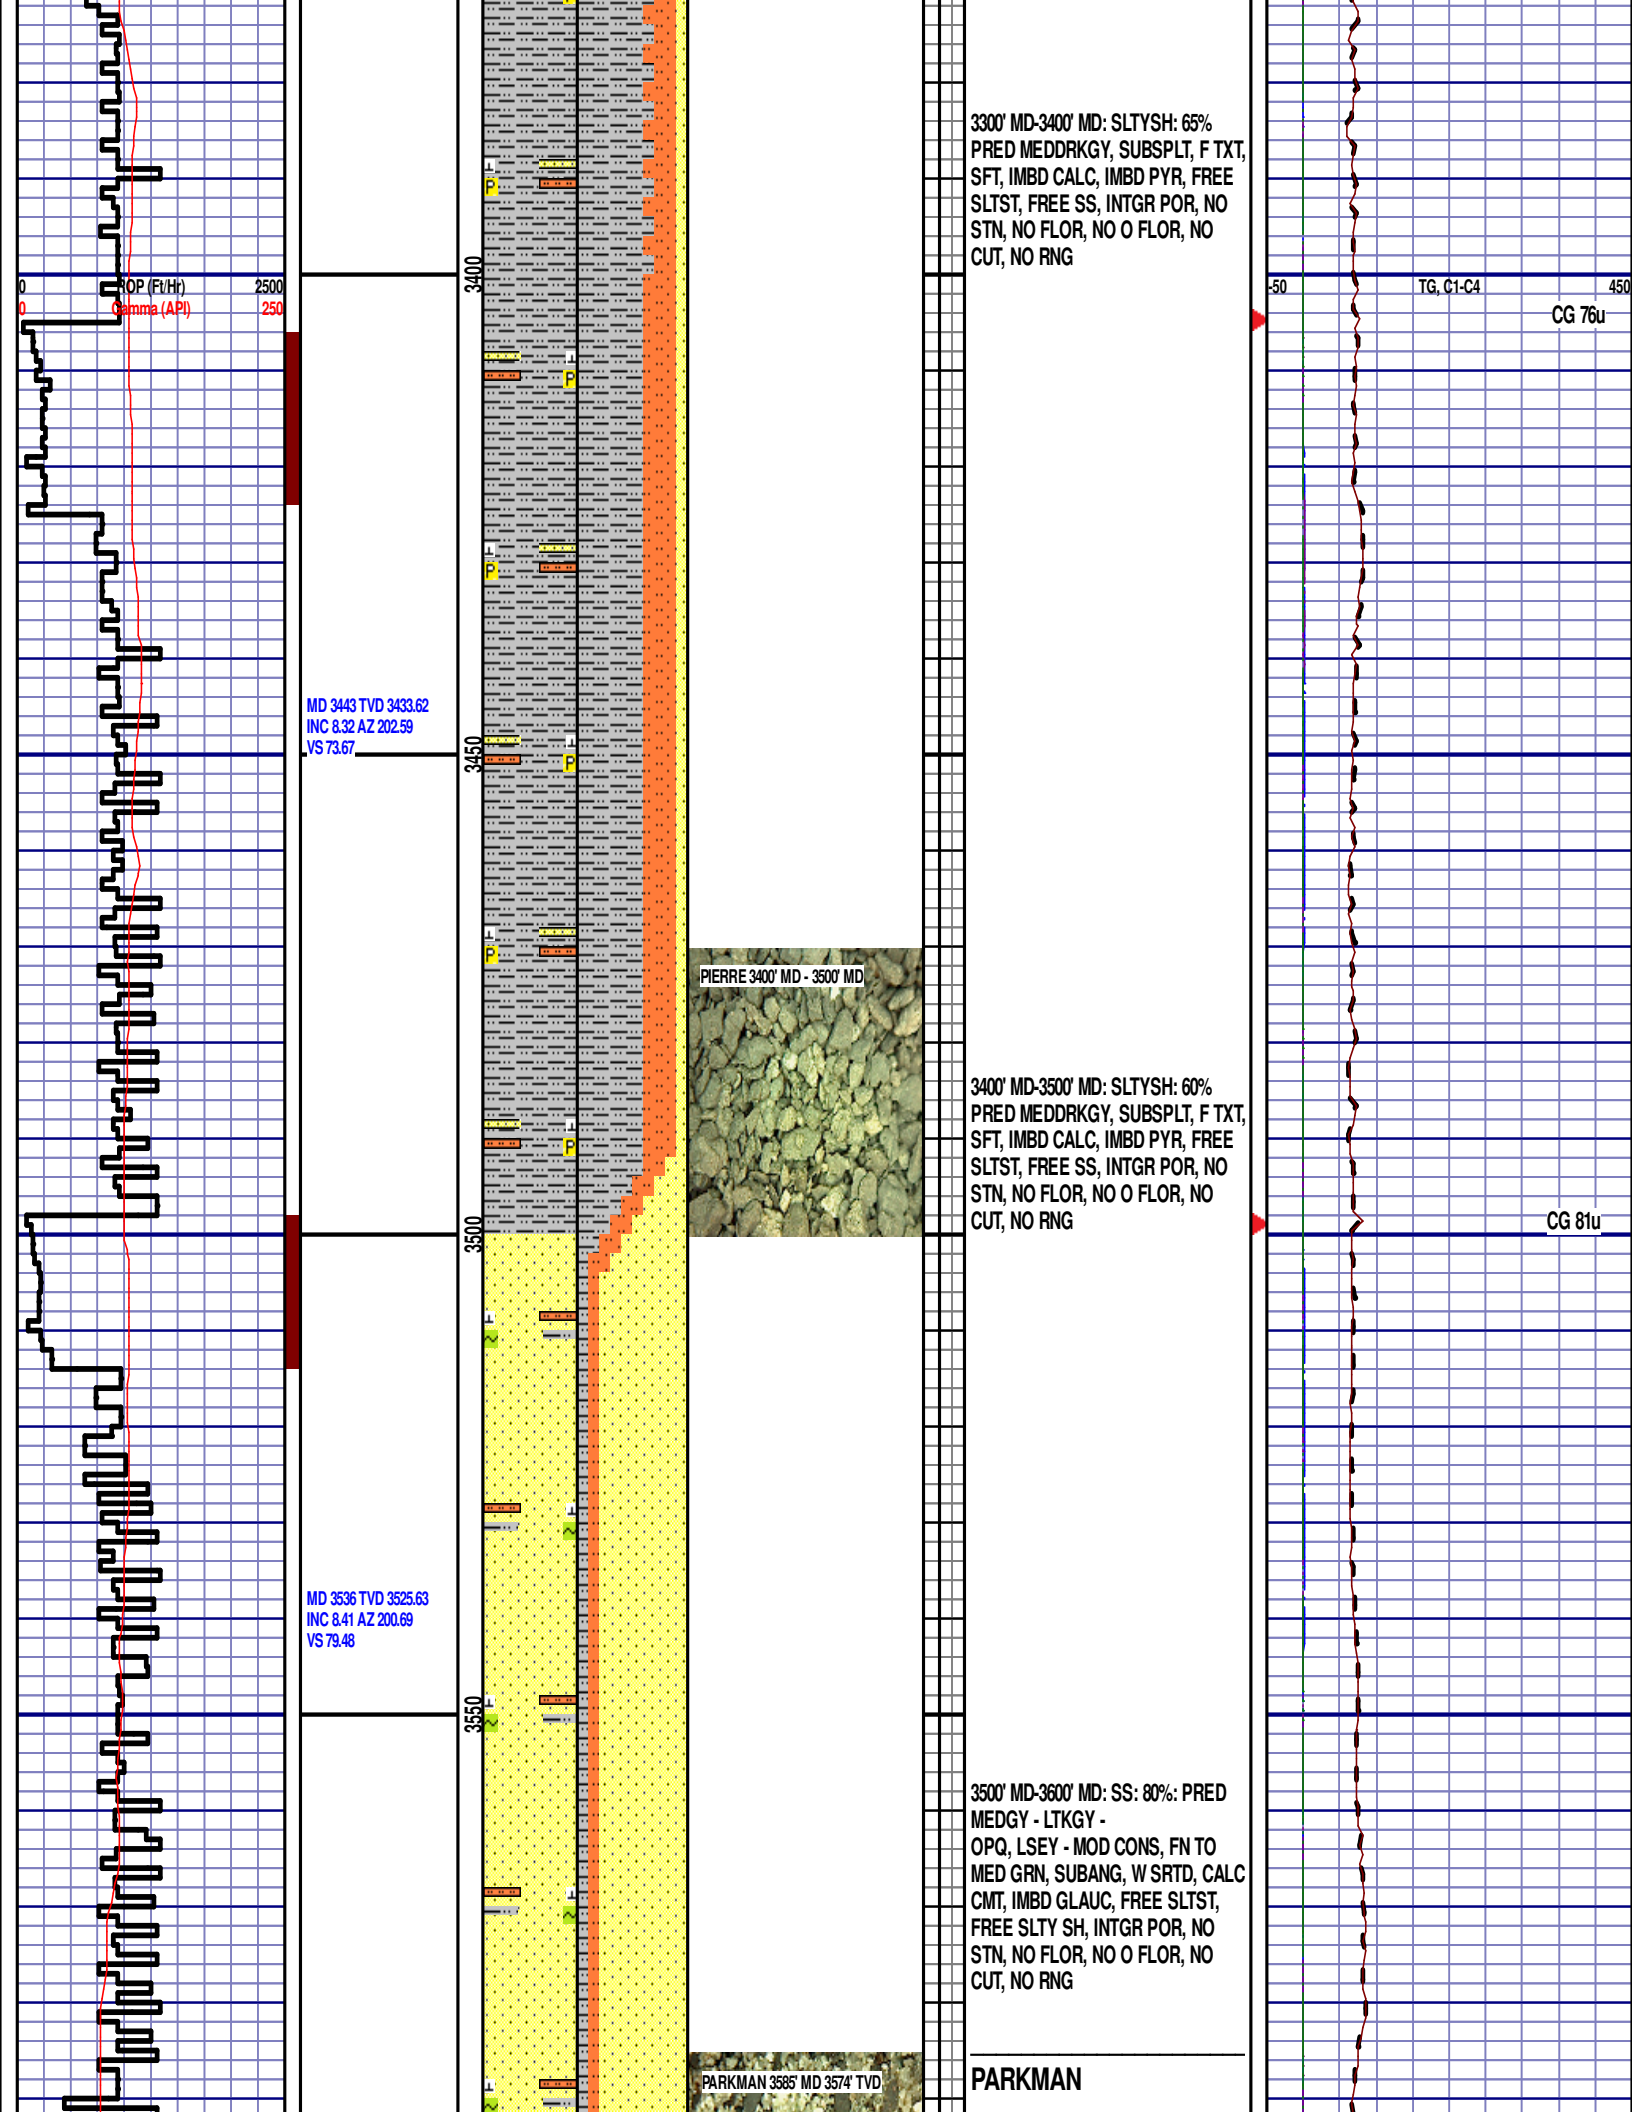 3300' MD-3400' MD: SLTYSH: 65%
PRED MEDDRKGY, SUBSPLT, F TXT,
SFT, IMBD CALC, IMBD PYR, FREE
SLTST, FREE SS, INTGR POR, NO
STN, NO FLOR, NO O FLOR, NO
CUT, NO RNG
P
3400
0 ROP (Ft/Hr) 2500
0 Gamma (API) 250
-50 TG, C1-C4 450
CG 76u
P
P
MD 3443 TVD 3433.62
INC 8.32 AZ 202.59
VS 73.67
3450
P
P
PIERRE 3400' MD - 3500' MD
3400' MD-3500' MD: SLTYSH: 60%
PRED MEDDRKGY, SUBSPLT, F TXT,
SFT, IMBD CALC, IMBD PYR, FREE
SLTST, FREE SS, INTGR POR, NO
STN, NO FLOR, NO O FLOR, NO
CUT, NO RNG
P
3500
CG 81u
MD 3536 TVD 3525.63
INC 8.41 AZ 200.69
VS 79.48
3550
3500' MD-3600' MD: SS: 80%: PRED
MEDGY - LTKGY -
OPQ, LSEY - MOD CONS, FN TO
MED GRN, SUBANG, W SRTD, CALC
CMT, IMBD GLAUC, FREE SLTST,
FREE SLTY SH, INTGR POR, NO
STN, NO FLOR, NO O FLOR, NO
CUT, NO RNG
PARKMAN
PARKMAN 3585' MD 3574' TVD